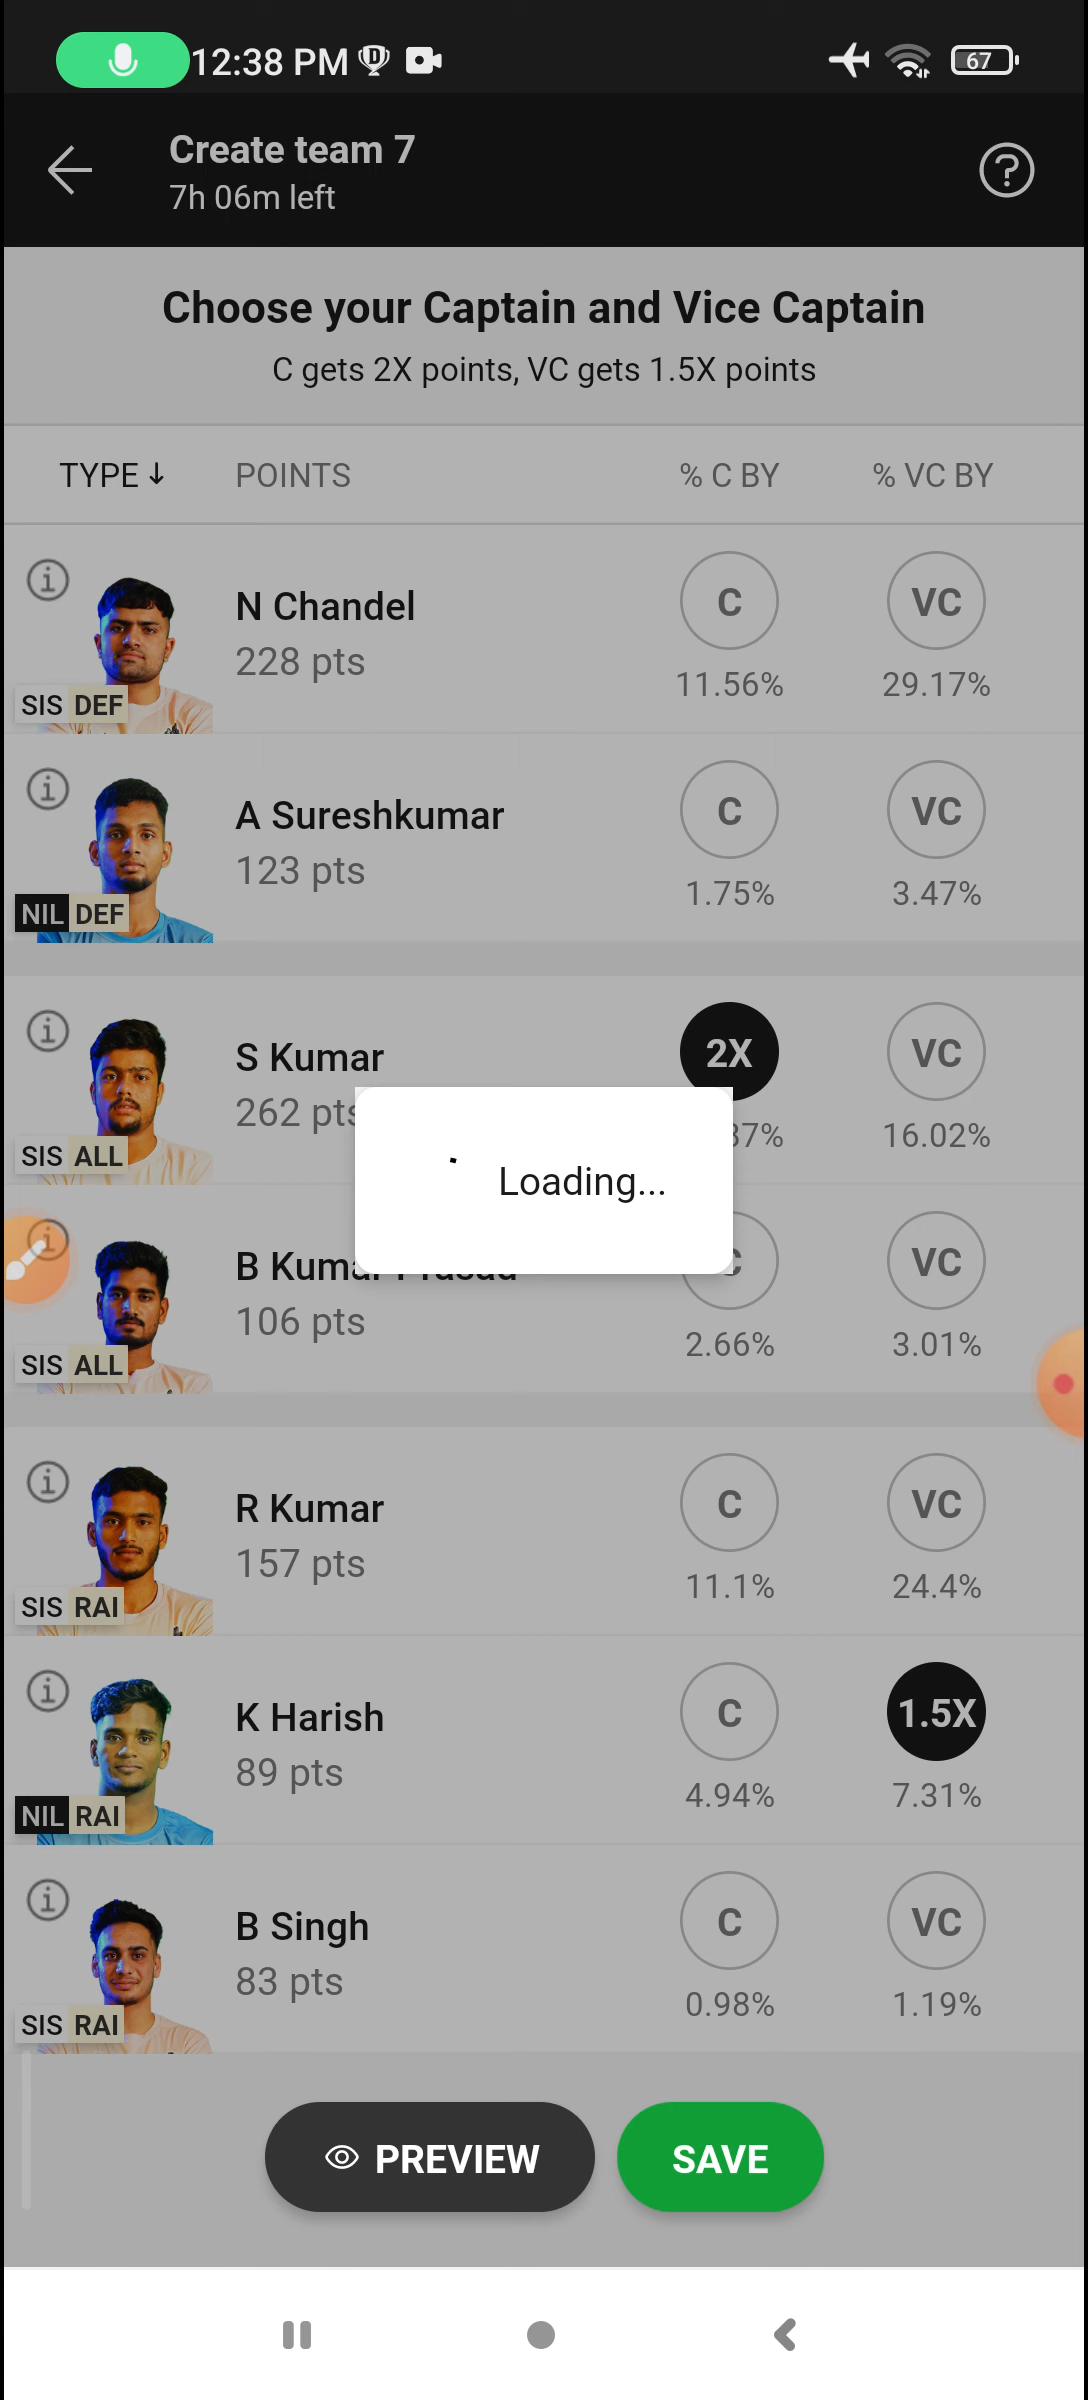 12:38 PM
67
Create team 7
7h 06m left
Choose your Captain and Vice Captain
C gets 2X points, VC gets 1.5X points
TYPE ↓ POINTS % C BY % VC BY
N Chandel C VC
228 pts 11.56% 29.17%
SIS DEF
A Sureshkumar C VC
123 pts 1.75% 3.47%
NIL DEF
S Kumar 2X VC
262 pts 37% 16.02%
SIS ALL
Loading...
B Kumar Prasad C VC
106 pts 2.66% 3.01%
SIS ALL
R Kumar C VC
157 pts 11.1% 24.4%
SIS RAI
K Harish C 1.5X
89 pts 4.94% 7.31%
NIL RAI
B Singh C VC
83 pts 0.98% 1.19%
SIS RAI
PREVIEW SAVE